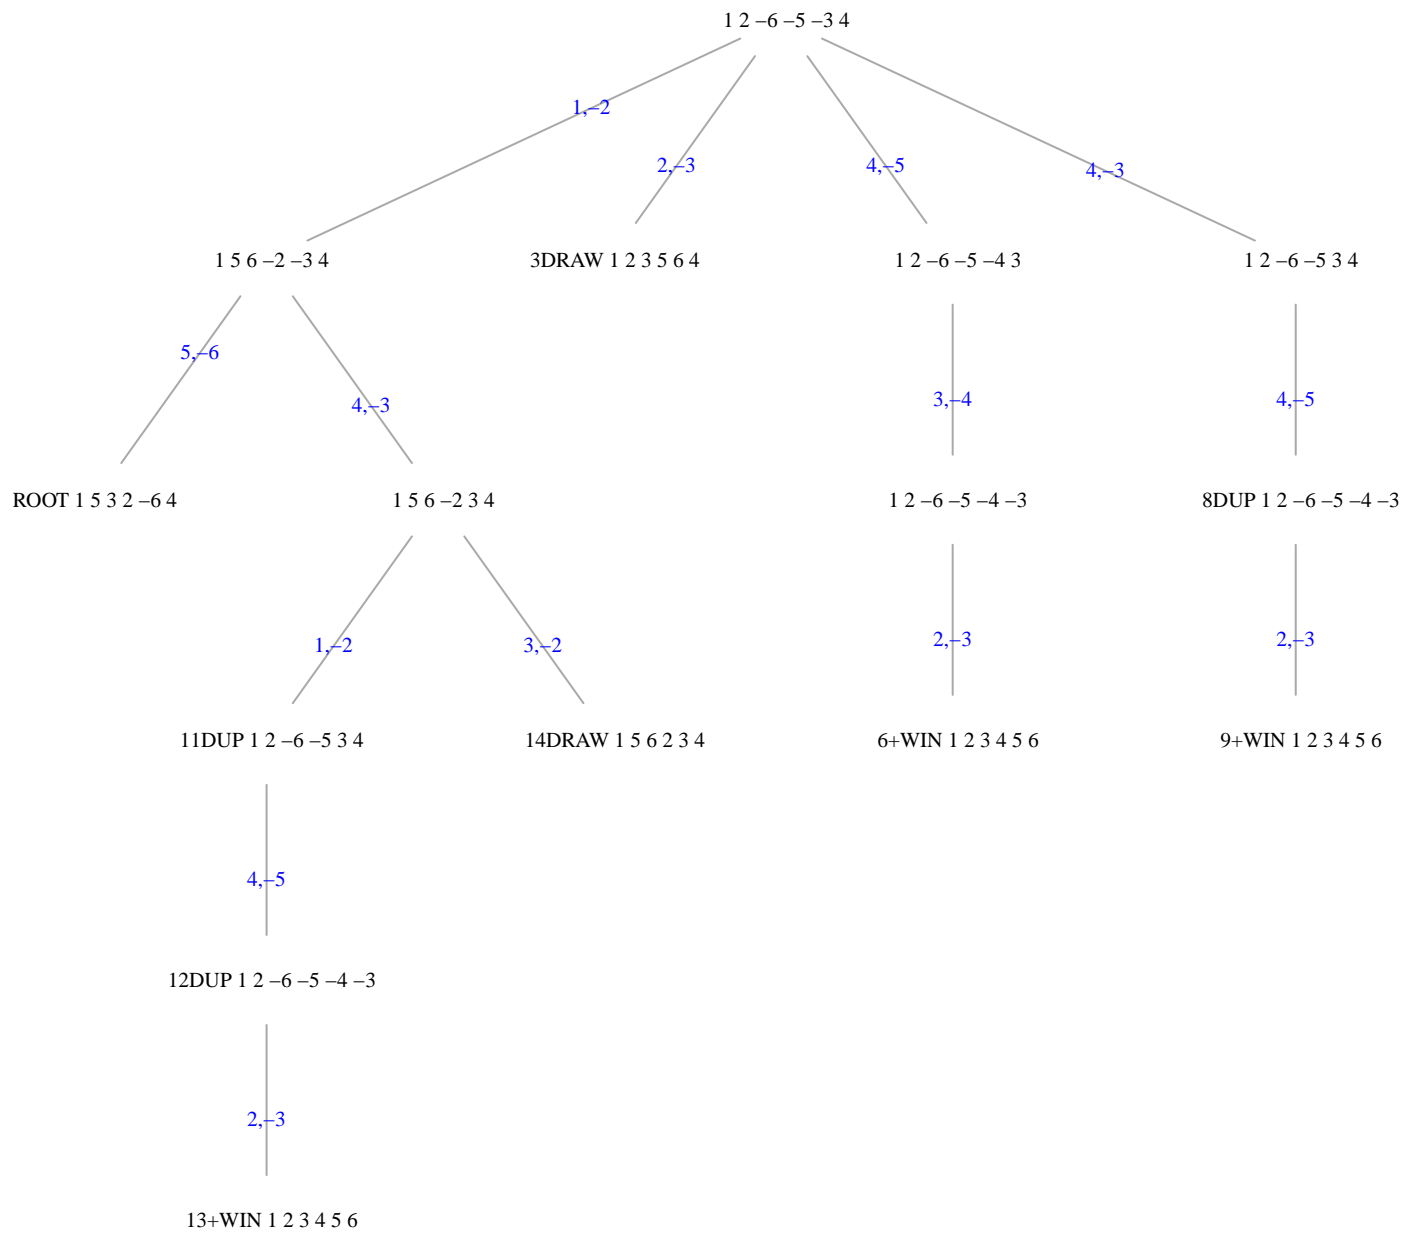 1 2 –6 –5 –3 4
1,–2
2,–3
4,–5
4,–3
1 5 6 –2 –3 4
3DRAW 1 2 3 5 6 4
1 2 –6 –5 –4 3
1 2 –6 –5 3 4
5,–6
4,–3
3,–4
4,–5
ROOT 1 5 3 2 –6 4
1 5 6 –2 3 4
1 2 –6 –5 –4 –3
8DUP 1 2 –6 –5 –4 –3
1,–2
3,–2
2,–3
2,–3
11DUP 1 2 –6 –5 3 4
14DRAW 1 5 6 2 3 4
6+WIN 1 2 3 4 5 6
9+WIN 1 2 3 4 5 6
4,–5
12DUP 1 2 –6 –5 –4 –3
2,–3
13+WIN 1 2 3 4 5 6